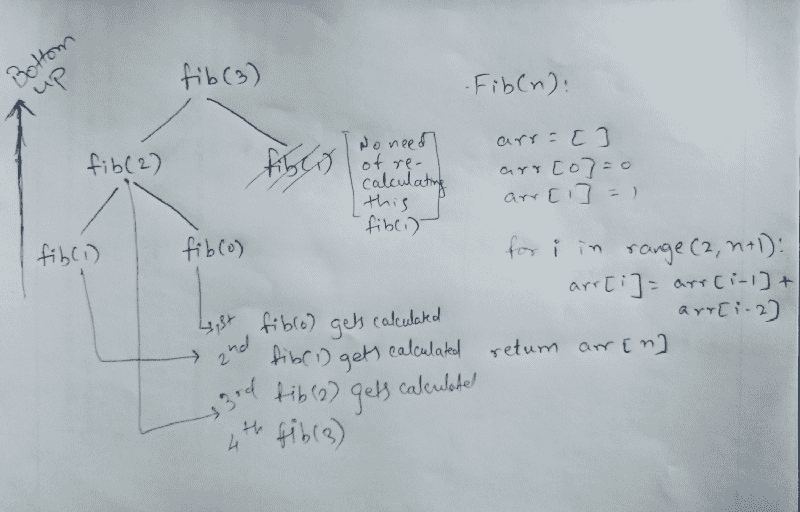 Bottom
up
fib(3)
fib(2)
fib(1)
No need
of re-
calculating
this
fib(1)
fib(1)
fib(0)
1st fib(0) gets calculated
2nd fib(1) gets calculated
3rd fib(2) gets calculated
4th fib(3)
Fib(n):
arr = [ ]
arr [0] = 0
arr [1] = 1
for i in range (2, n+1):
arr[i] = arr [i-1] +
arr[i-2]
return arr [n]